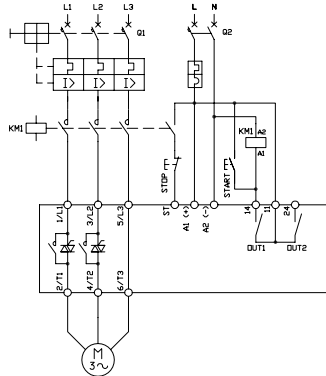 L1 L2 L3 L N
Q1 Q2
I> I> I>
KM1 KM1 A2
A1
STOP START
1/L1 3/L2 5/L3 ST A1 (+) A2 (-) 14 11 24
OUT1 OUT2
2/T1 4/T2 6/T3
M
3~